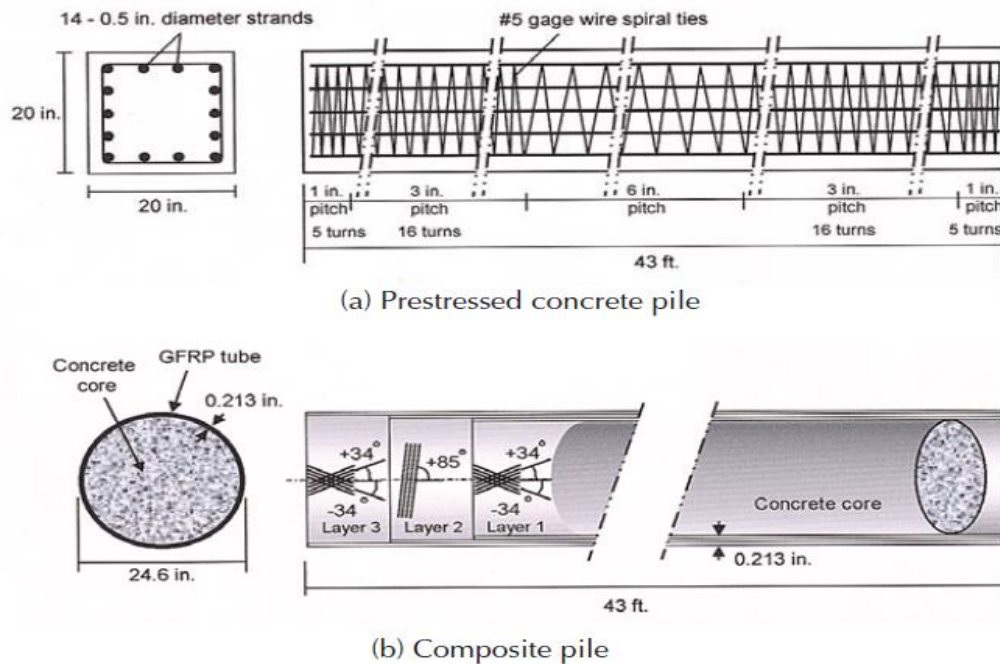 14 - 0.5 in. diameter strands
#5 gage wire spiral ties
20 in.
20 in.
1 in.
pitch
5 turns
3 in.
pitch
16 turns
6 in.
pitch
3 in.
pitch
16 turns
1 in.
pitch
5 turns
43 ft.
(a) Prestressed concrete pile
GFRP tube
Concrete
core
0.213 in.
24.6 in.
+34°
-34°
Layer 3
+85°
Layer 2
+34°
-34°
Layer 1
Concrete core
0.213 in.
43 ft.
(b) Composite pile